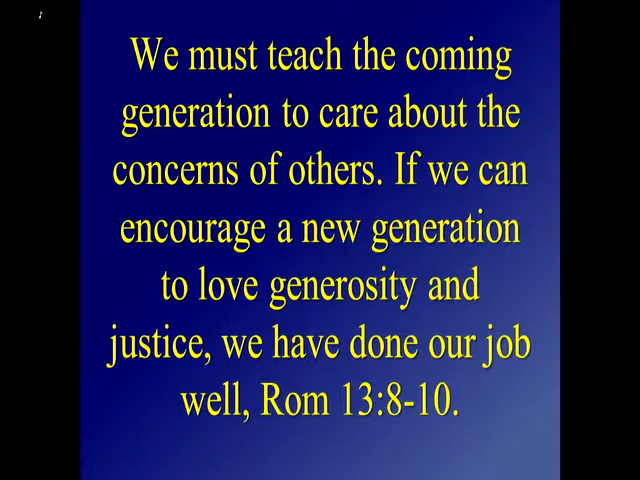 We must teach the coming
generation to care about the
concerns of others. If we can
encourage a new generation
to love generosity and
justice, we have done our job
well, Rom 13:8-10.